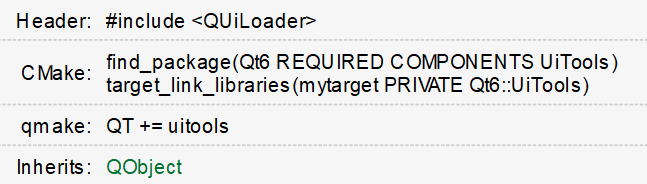 Header: #include <QUiLoader>
CMake: find_package(Qt6 REQUIRED COMPONENTS UiTools)
target_link_libraries(mytarget PRIVATE Qt6::UiTools)
qmake: QT += uitools
Inherits: QObject